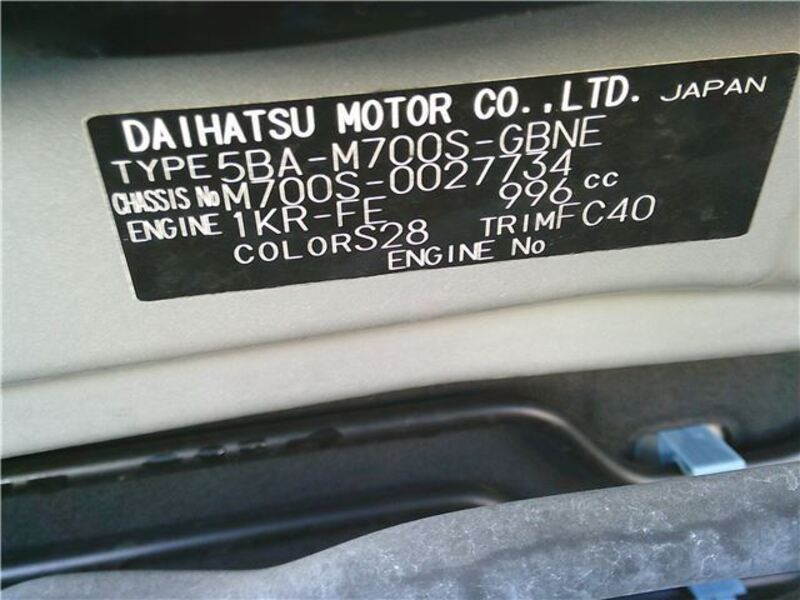 DAIHATSU MOTOR CO.,LTD. JAPAN
TYPE 5BA-M700S-GBNE
CHASSIS No M700S-0027734
ENGINE 1KR-FE 996 cc
COLOR S28 TRIM FC40
ENGINE No